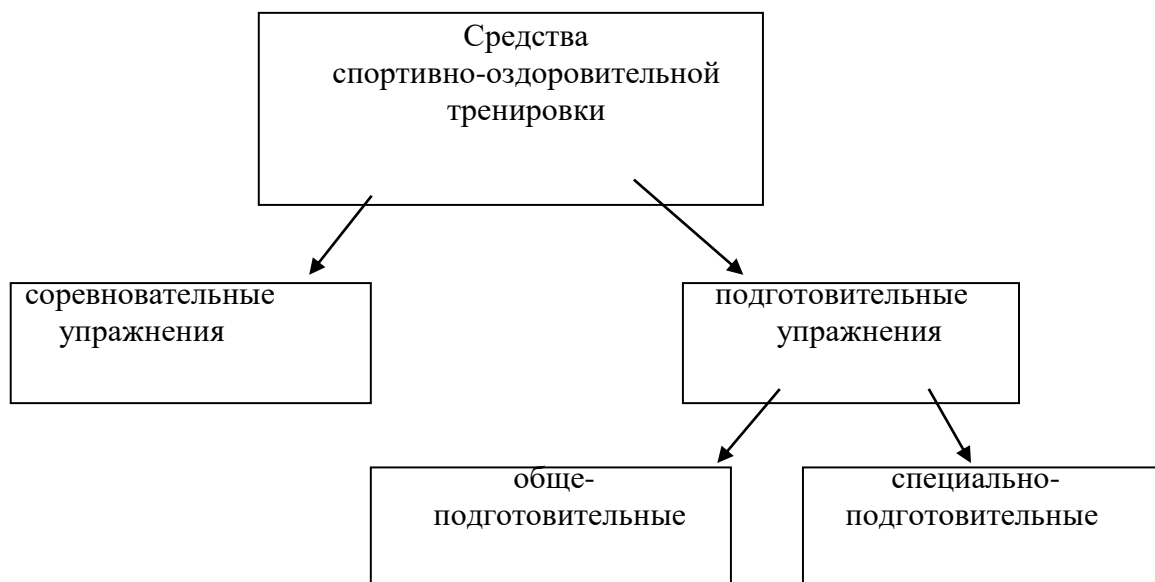 Средства
спортивно-оздоровительной
тренировки
соревновательные
упражнения
подготовительные
упражнения
обще-
подготовительные
специально-
подготовительные